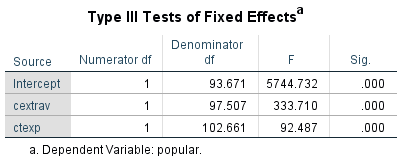 Type III Tests of Fixed Effectsa
Source Numerator df Denominator df F Sig.
Intercept 1 93.671 5744.732 .000
cextrav 1 97.507 333.710 .000
ctexp 1 102.661 92.487 .000
a. Dependent Variable: popular.